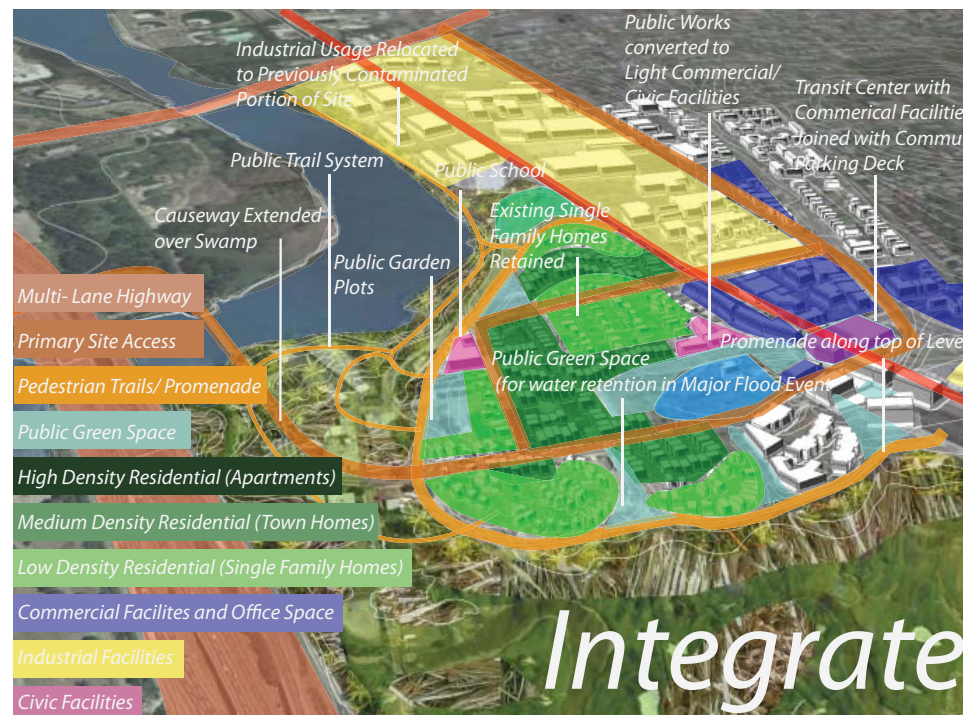 Industrial Usage Relocated
to Previously Contaminated
Portion of Site
Public Works
converted to
Light Commercial/
Civic Facilities
Transit Center with
Commerical Facilitie
Joined with Commu
Parking Deck
Public Trail System
Public School
Causeway Extended
over Swamp
Existing Single
Family Homes
Retained
Public Garden
Plots
Public Green Space
(for water retention in Major Flood Event
Promenade along top of Leve
Multi- Lane Highway
Primary Site Access
Pedestrian Trails/ Promenade
Public Green Space
High Density Residential (Apartments)
Medium Density Residential (Town Homes)
Low Density Residential (Single Family Homes)
Commercial Facilites and Office Space
Industrial Facilities
Civic Facilities
Integrate